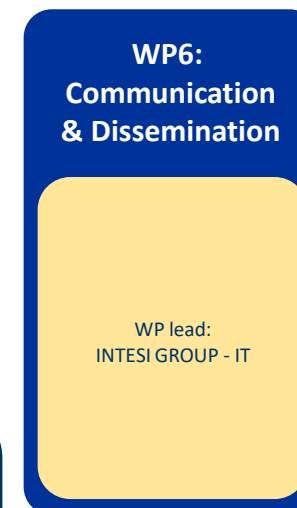 WP6:
Communication
& Dissemination
WP lead:
INTESI GROUP - IT